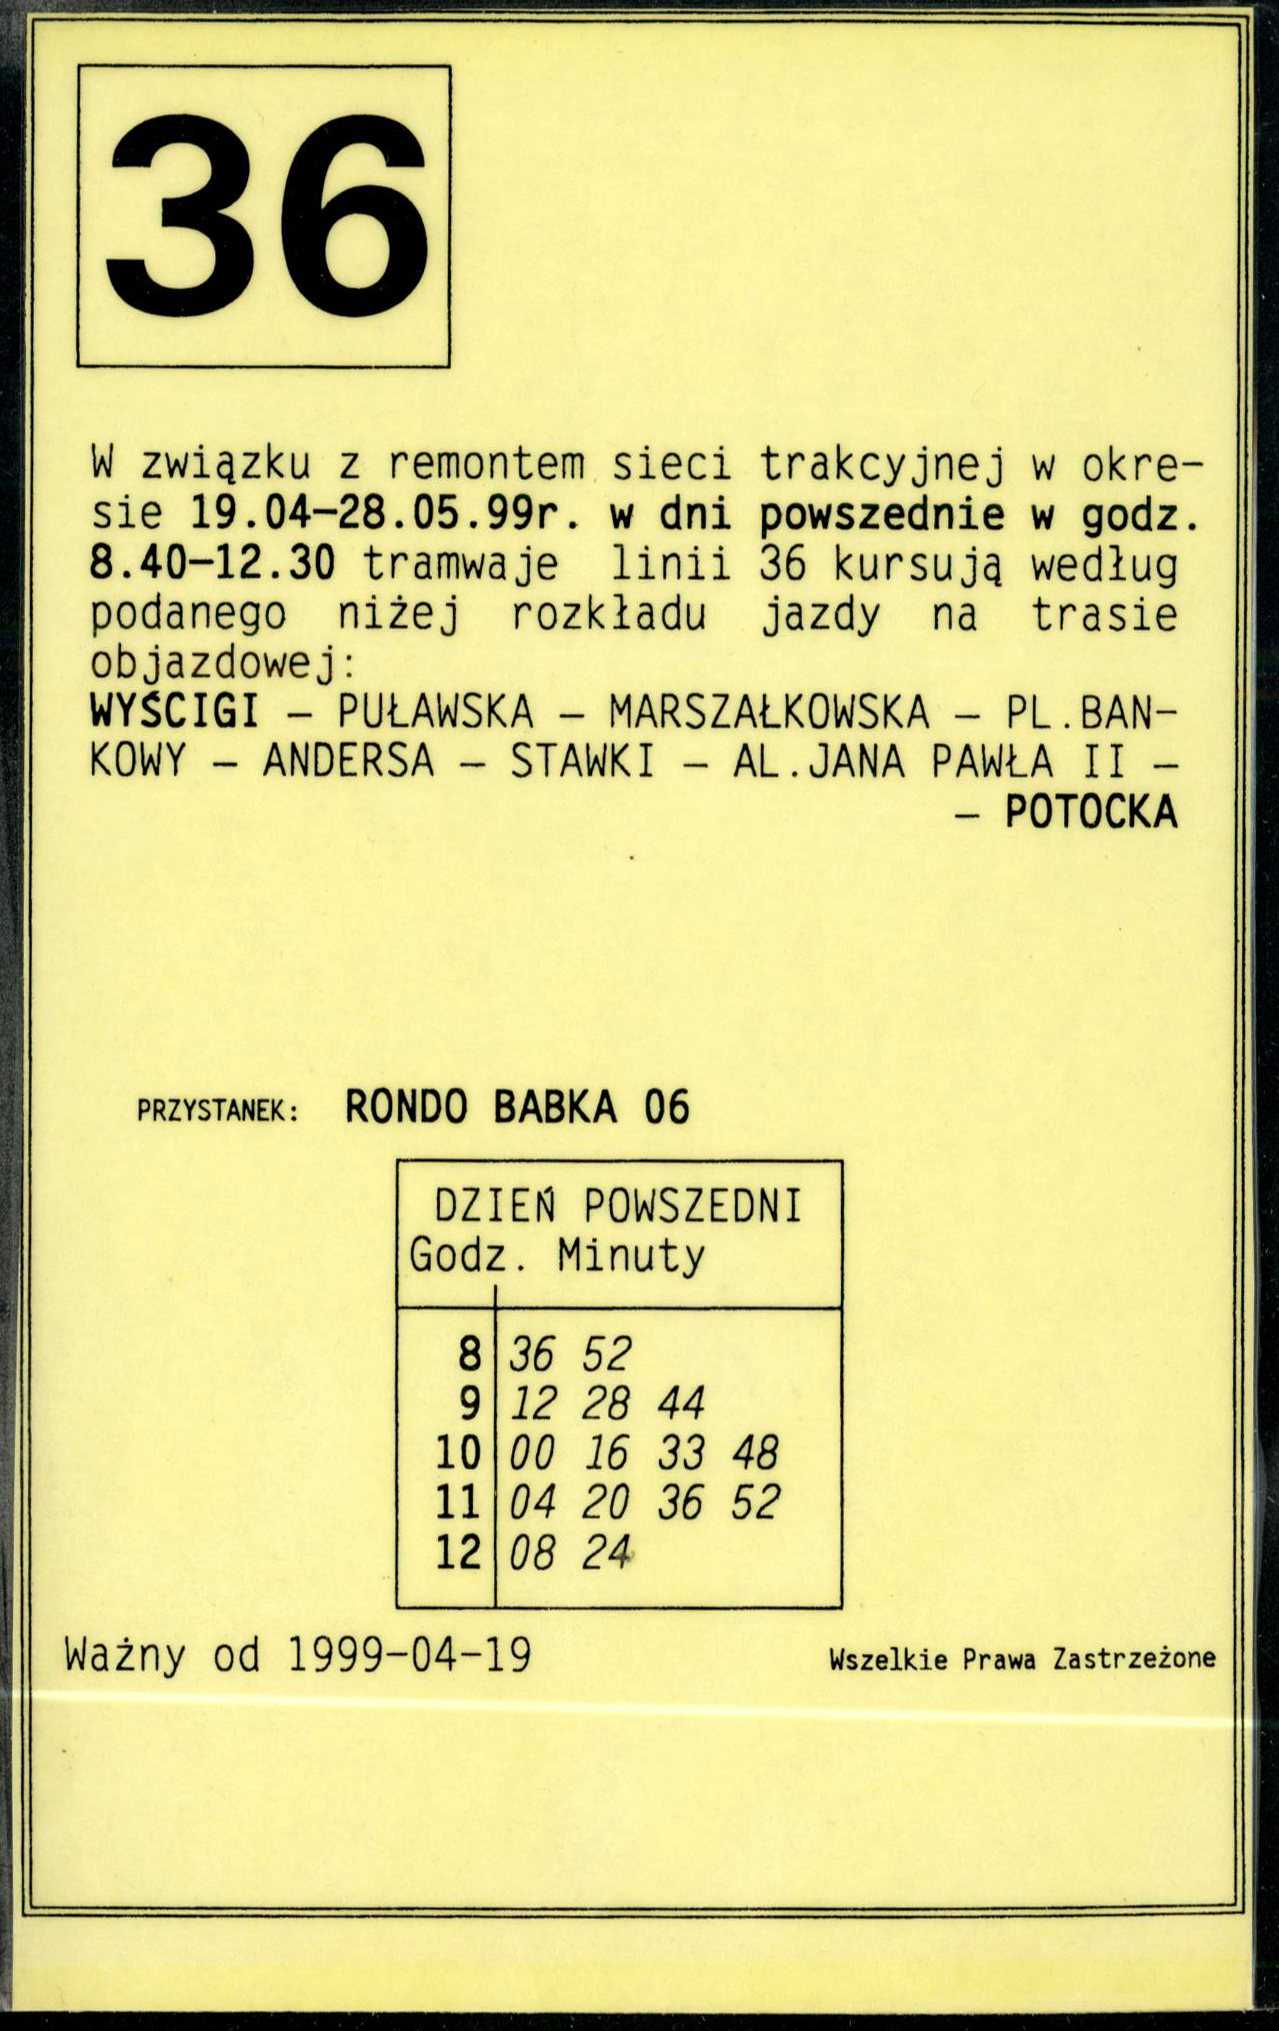 36
W związku z remontem sieci trakcyjnej w okre-
sie 19.04-28.05.99r. w dni powszednie w godz.
8.40-12.30 tramwaje linii 36 kursują według
podanego niżej rozkładu jazdy na trasie
objazdowej:
WYŚCIGI - PUŁAWSKA - MARSZAŁKOWSKA - PL.BAN-
KOWY - ANDERSA - STAWKI - AL.JANA PAWŁA II -
- POTOCKA
PRZYSTANEK: RONDO BABKA 06
DZIEŃ POWSZEDNI
Godz. Minuty
8 36 52
9 12 28 44
10 00 16 33 48
11 04 20 36 52
12 08 24
Ważny od 1999-04-19 Wszelkie Prawa Zastrzeżone